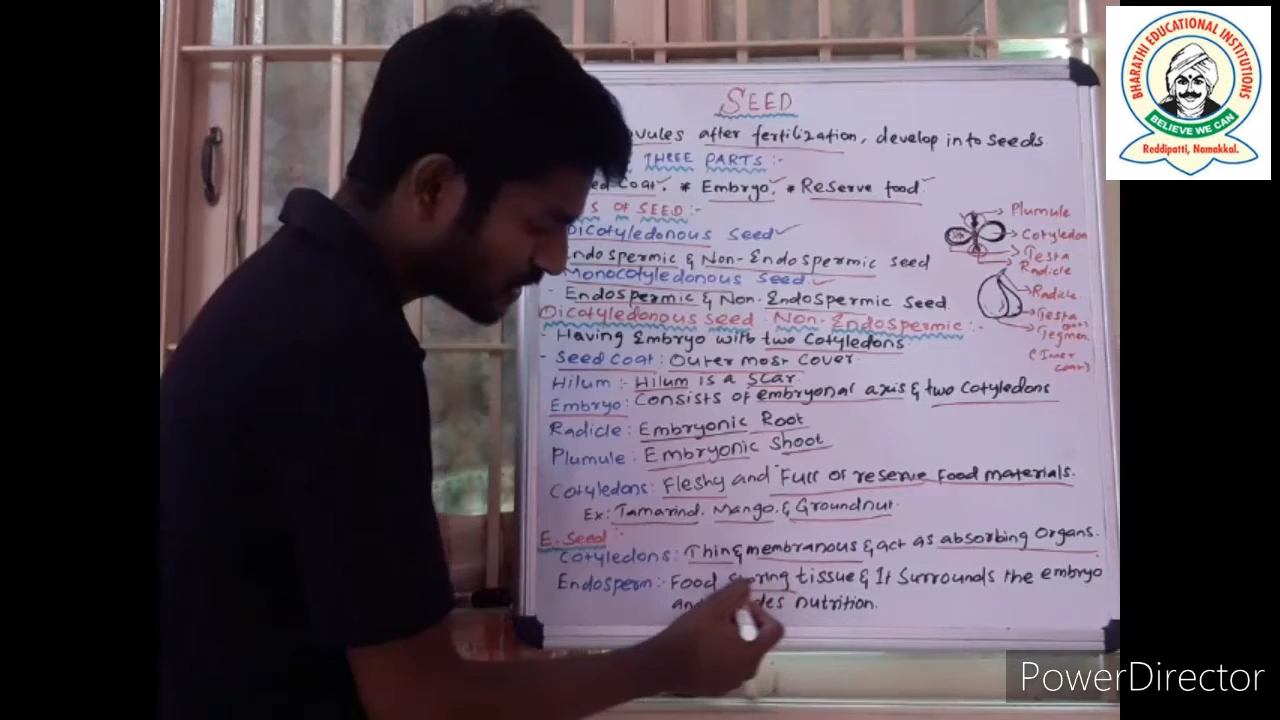 SEED
ovules after fertilization, develop into seeds.
THREE PARTS :-
seed coat. * Embryo. * Reserve food
OF SEED :-
Dicotyledonous seed
Endospermic & Non-Endospermic seed
Monocotyledonous seed.
- Endospermic & Non-Endospermic seed.
Dicotyledonous seed Non-Endospermic :-
- Having Embryo with two cotyledons
- Seed coat : Outer most cover.
Hilum :- Hilum is a scar.
Embryo: Consists of embryonal axis & two cotyledons
Radicle : Embryonic Root
Plumule : Embryonic Shoot.
Cotyledons : Fleshy and Full of reserve food materials.
Ex: Tamarind, Mango, & Groundnut.
E. Seed :-
Cotyledons : Thin & membranous & act as absorbing organs.
Endosperm :- Food storing tissue & It surrounds the embryo
nutrition.
Plumule
Cotyledon
Testa
Radicle
Radicle
Testa
Tegmen
(Inner
coat)
BHARATHI EDUCATIONAL INSTITUTIONS
BELIEVE WE CAN
Reddipatti, Namakkal.
PowerDirector